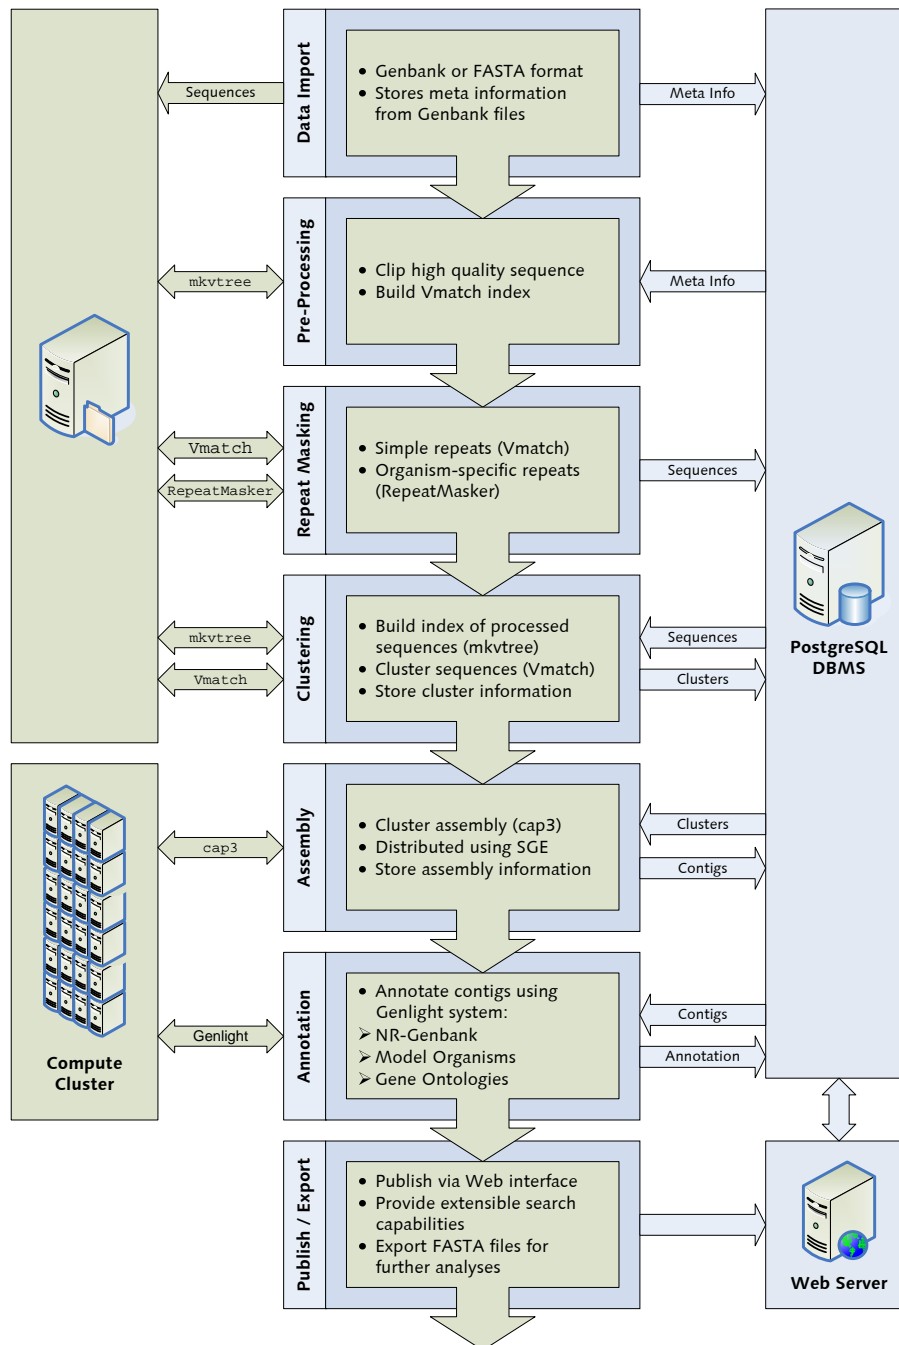 Data Import
• Genbank or FASTA format
• Stores meta information
from Genbank files
Sequences
Meta Info
Pre-Processing
• Clip high quality sequence
• Build Vmatch index
mkvtree
Meta Info
Repeat Masking
• Simple repeats (Vmatch)
• Organism-specific repeats
(RepeatMasker)
Vmatch
RepeatMasker
Sequences
Clustering
• Build index of processed
sequences (mkvtree)
• Cluster sequences (Vmatch)
• Store cluster information
mkvtree
Vmatch
Sequences
Clusters
PostgreSQL
DBMS
Assembly
• Cluster assembly (cap3)
• Distributed using SGE
• Store assembly information
cap3
Clusters
Contigs
Annotation
• Annotate contigs using
Genlight system:
➢ NR-Genbank
➢ Model Organisms
➢ Gene Ontologies
Genlight
Contigs
Annotation
Compute
Cluster
Publish / Export
• Publish via Web interface
• Provide extensible search
capabilities
• Export FASTA files for
further analyses
Web Server